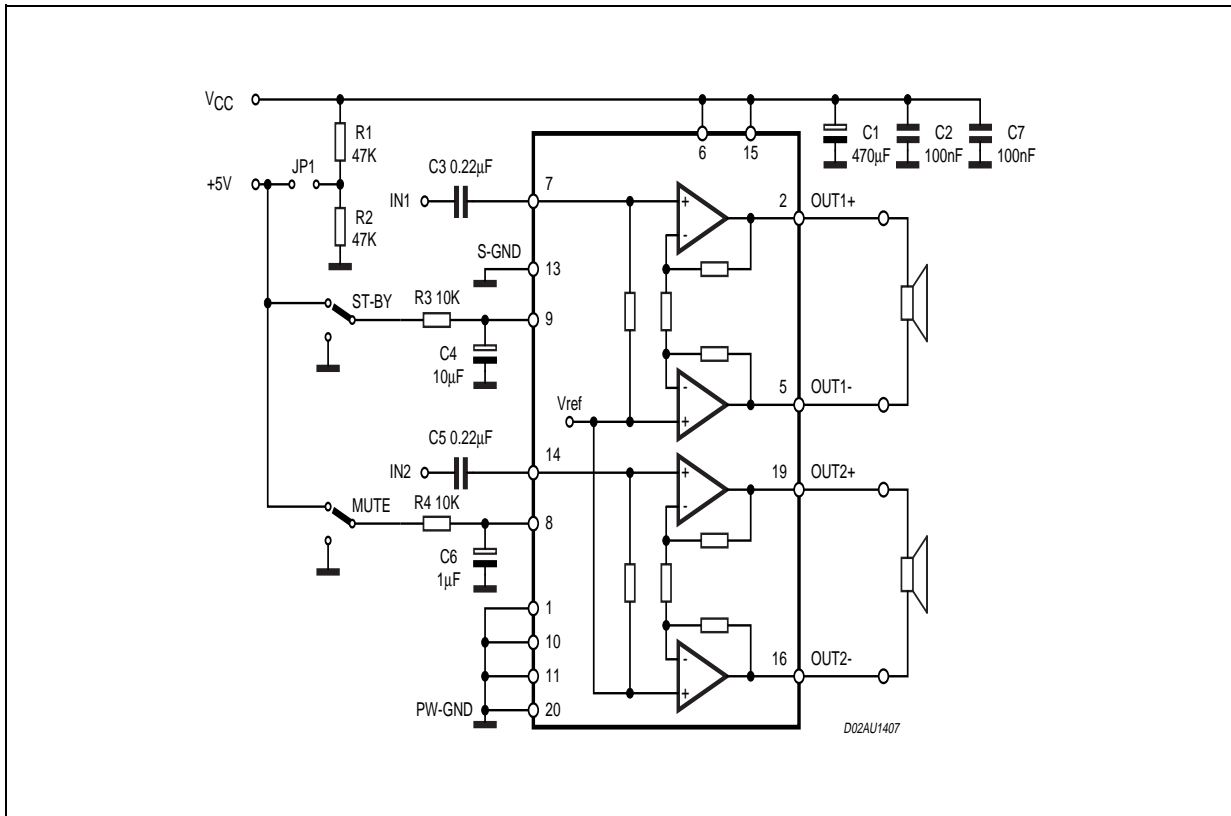 VCC
R1
47K
C1
470µF
C2
100nF
C7
100nF
6
15
+5V
JP1
C3 0.22µF
IN1
7
2
OUT1+
R2
47K
S-GND
13
ST-BY
R3 10K
9
C4
10µF
5
OUT1-
Vref
C5 0.22µF
IN2
14
19
OUT2+
MUTE
R4 10K
8
C6
1µF
1
10
11
16
OUT2-
PW-GND
20
+
-
-
+
+
-
-
+
D02AU1407